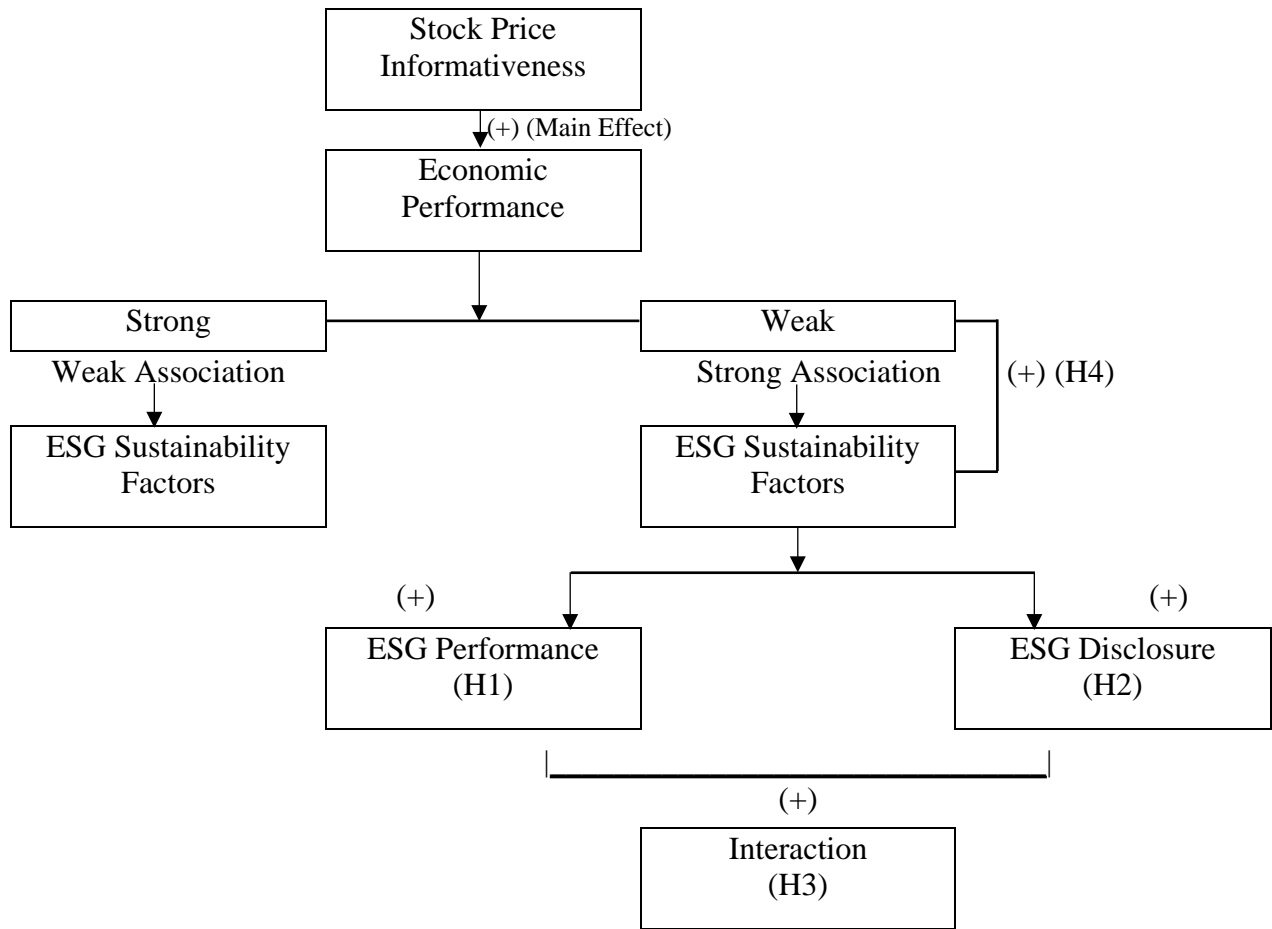 Stock Price
Informativeness
(+) (Main Effect)
Economic
Performance
Strong
Weak
Weak Association
Strong Association
(+) (H4)
ESG Sustainability
Factors
ESG Sustainability
Factors
(+)
(+)
ESG Performance
(H1)
ESG Disclosure
(H2)
(+)
Interaction
(H3)